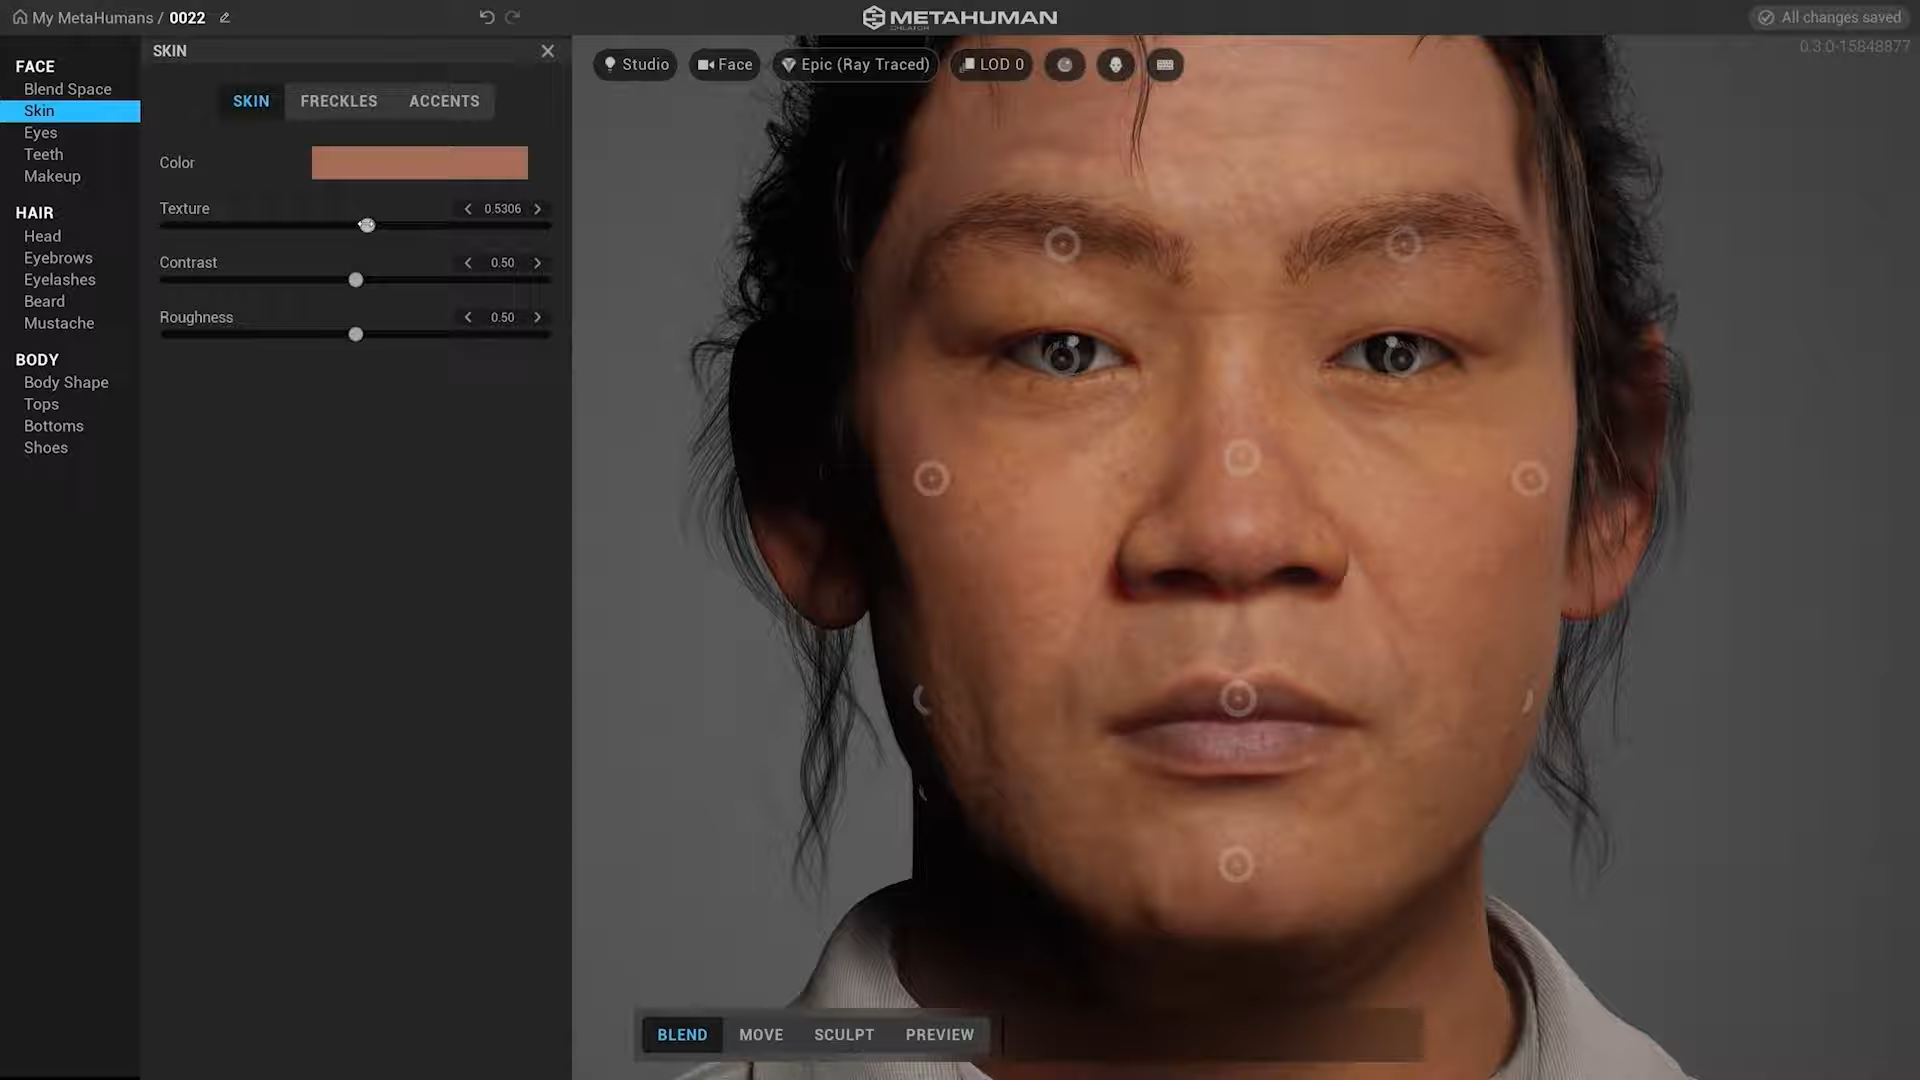 My MetaHumans / 0022
METAHUMAN
CREATOR
All changes saved
0.3.0-15848877
FACE
Blend Space
Skin
Eyes
Teeth
Makeup
HAIR
Head
Eyebrows
Eyelashes
Beard
Mustache
BODY
Body Shape
Tops
Bottoms
Shoes
SKIN
SKIN FRECKLES ACCENTS
Color
Texture 0.5306
Contrast 0.50
Roughness 0.50
Studio Face Epic (Ray Traced) LOD 0
BLEND MOVE SCULPT PREVIEW